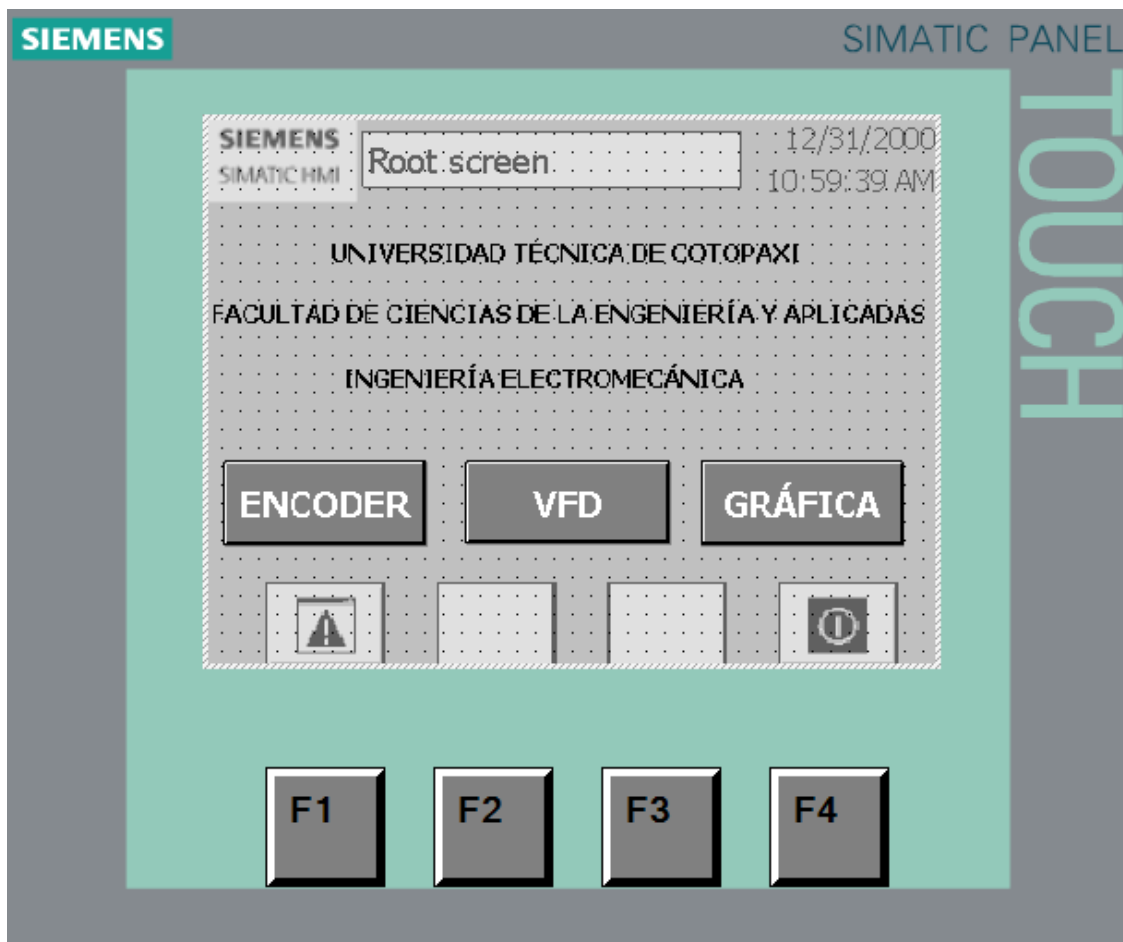 SIEMENS
SIMATIC PANEL
TOUCH
SIEMENS
SIMATIC HMI
Root screen
12/31/2000
10:59:39 AM
UNIVERSIDAD TÉCNICA DE COTOPAXI
FACULTAD DE CIENCIAS DE LA ENGENIERÍA Y APLICADAS
INGENIERÍA ELECTROMECÁNICA
ENCODER
VFD
GRÁFICA
F1
F2
F3
F4